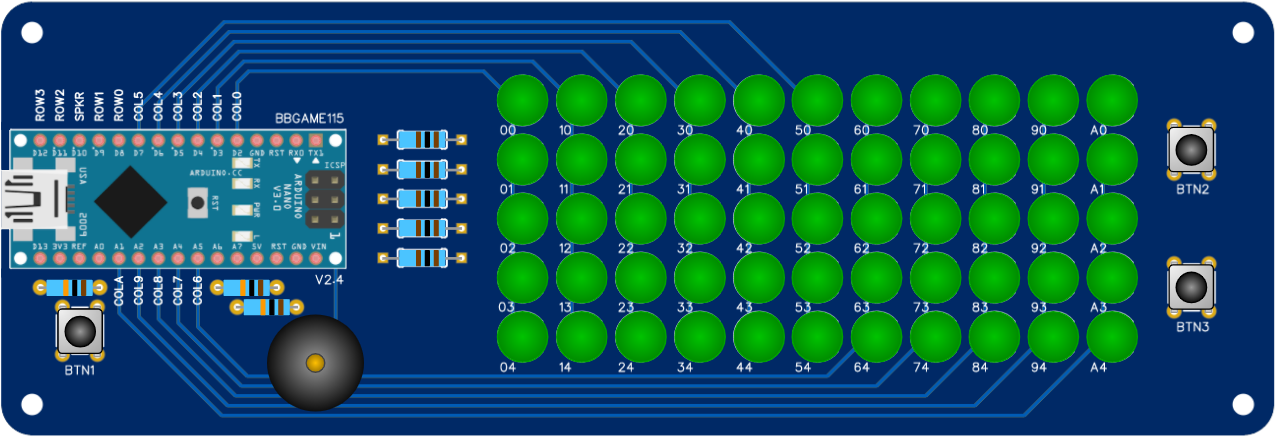 ROW3 ROW2 SPKR ROW1 ROW0 COL5 COL4 COL3 COL2 COL1 COL0
BBGAME115
D12 D11 D10 D9 D8 D7 D6 D5 D4 D3 D2 GND RST RX0 TX1
TX
RX
PWR
L
ARDUINO.CC
ICSP
RST
USA
2009
ARDUINO
NANO
V3.0
1
D13 3V3 REF A0 A1 A2 A3 A4 A5 A6 A7 5V RST GND VIN
V2.4
COLA COL9 COL8 COL7 COL6
BTN1
00 10 20 30 40 50 60 70 80 90 A0
01 11 21 31 41 51 61 71 81 91 A1
02 12 22 32 42 52 62 72 82 92 A2
03 13 23 33 43 53 63 73 83 93 A3
04 14 24 34 44 54 64 74 84 94 A4
BTN2
BTN3